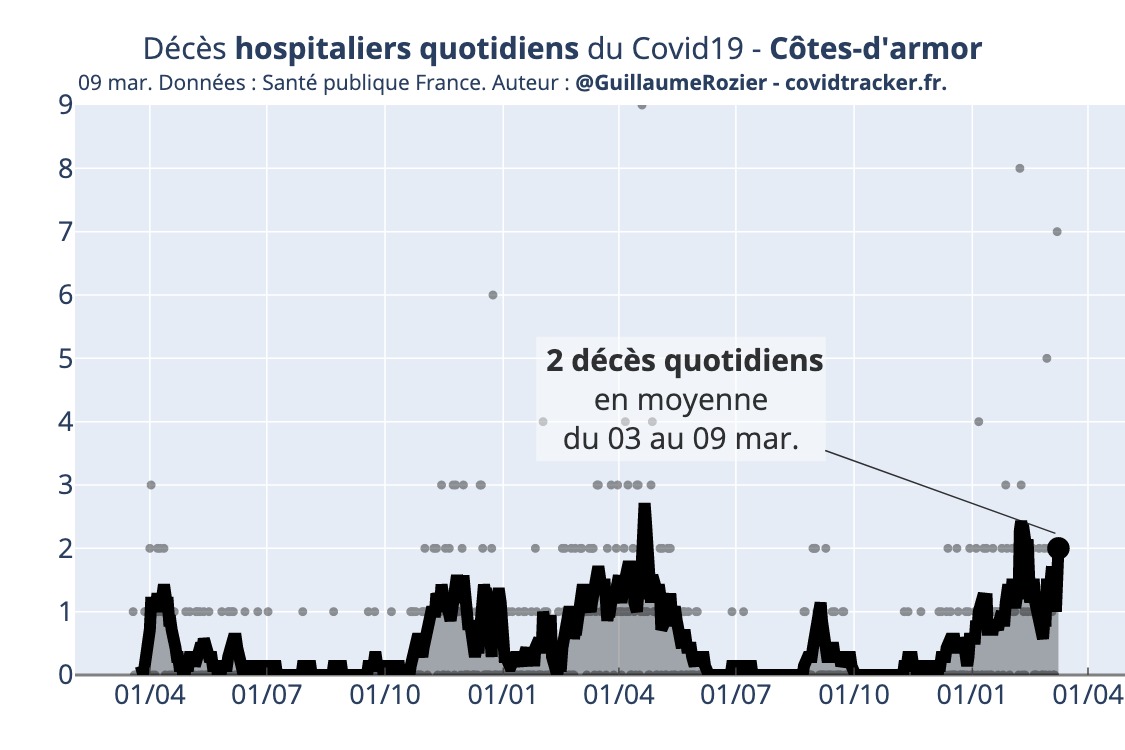 Décès hospitaliers quotidiens du Covid19 - Côtes-d'armor
09 mar. Données : Santé publique France. Auteur : @GuillaumeRozier - covidtracker.fr.
9
8
7
6
5
4
3
2
1
0
2 décès quotidiens
en moyenne
du 03 au 09 mar.
01/04 01/07 01/10 01/01 01/04 01/07 01/10 01/01 01/04